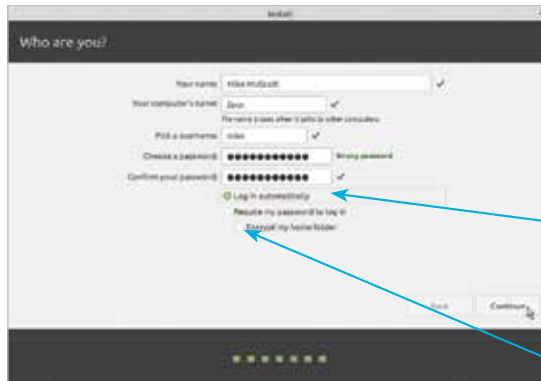 Install
Who are you?
Your name: Mike McGrath
Your computer's name:
The name it uses when it talks to other computers.
Pick a username: mike
Choose a password: ●●●●●●●●●●● Strong password
Confirm your password: ●●●●●●●●●●●
Log in automatically
Require my password to log in
Encrypt my home folder
Back Continue